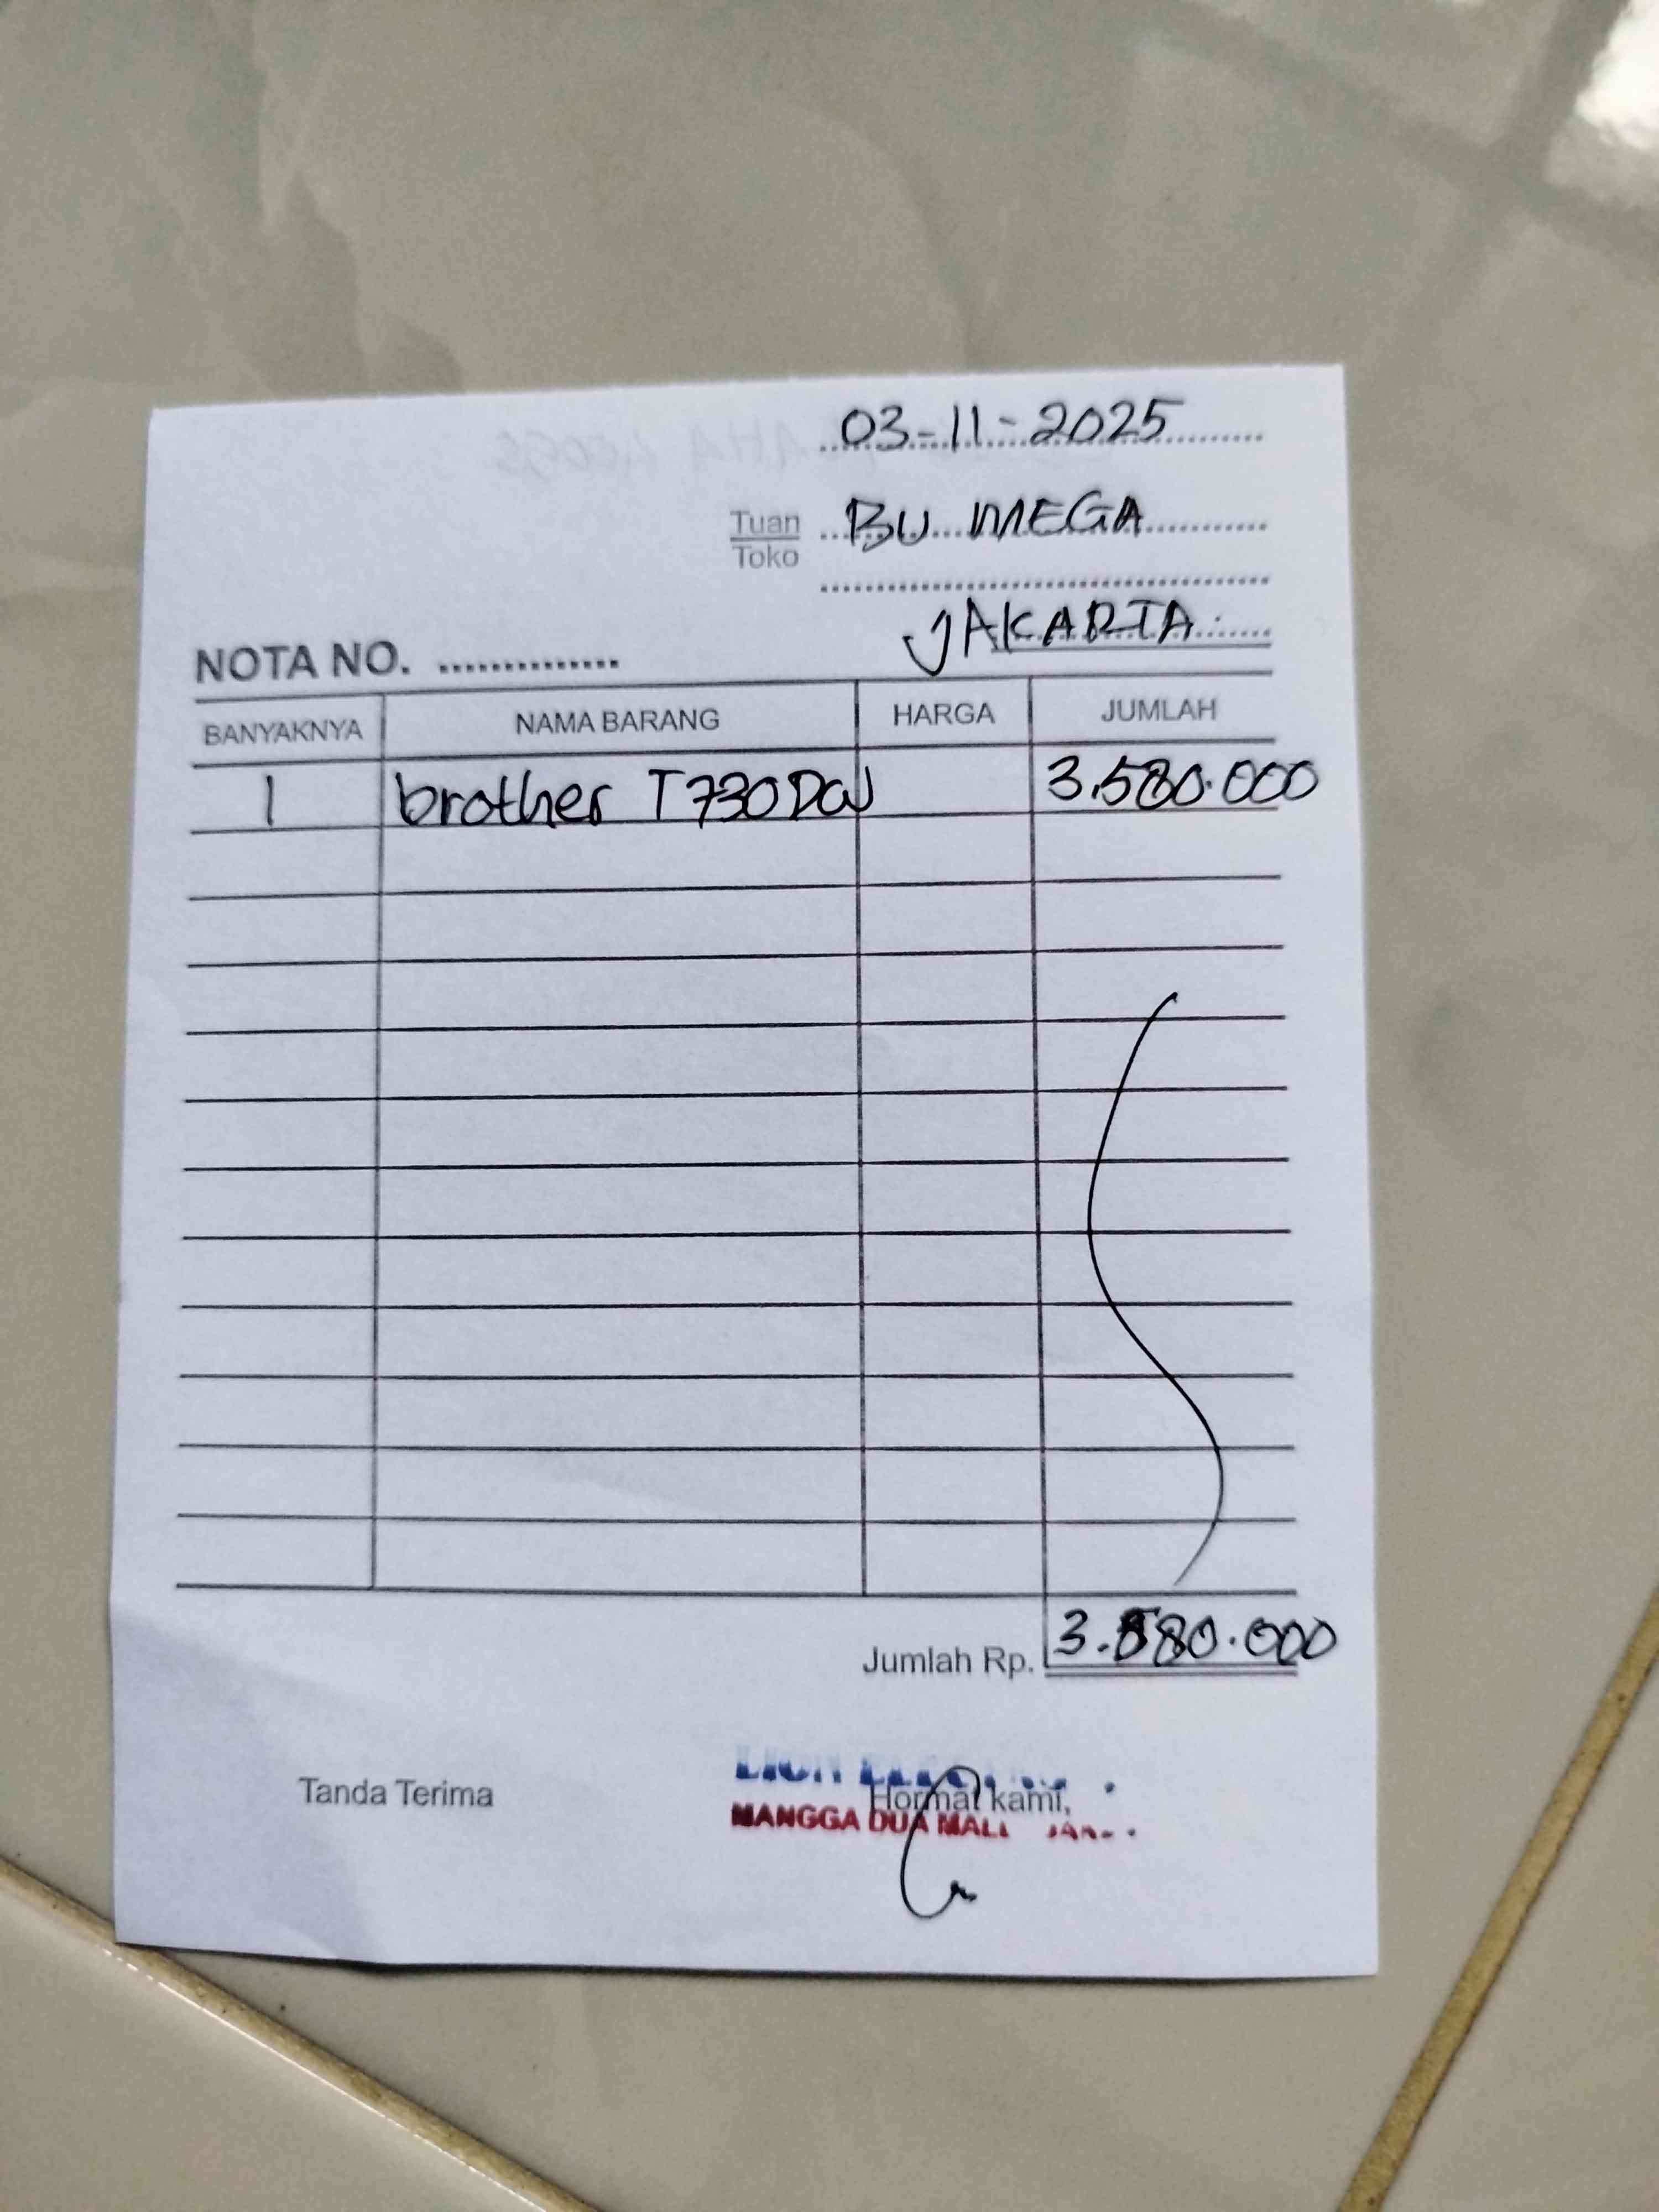 03-11-2025
Tuan BU MEGA
Toko
JAKARTA
NOTA NO. ..............
BANYAKNYA NAMA BARANG HARGA JUMLAH
1 brother T730DW 3.580.000
Jumlah Rp. 3.580.000
Tanda Terima
LION
Hormat kami,
MANGGA DUA MALL